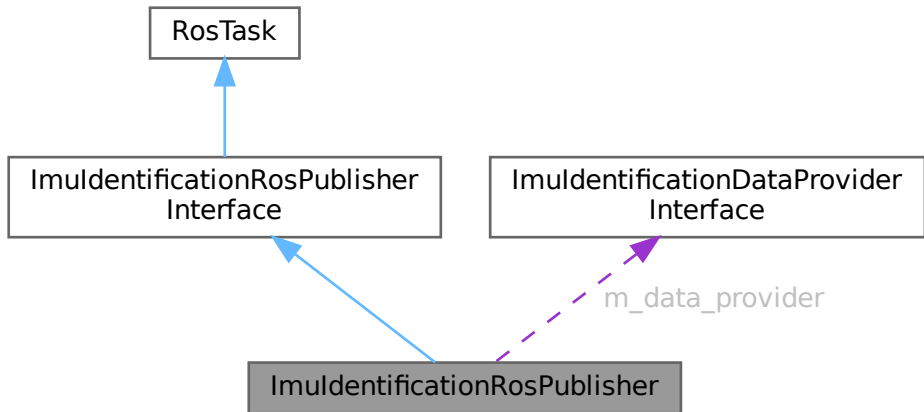 RosTask
ImuIdentificationRosPublisher
Interface
ImuIdentificationDataProvider
Interface
m_data_provider
ImuIdentificationRosPublisher